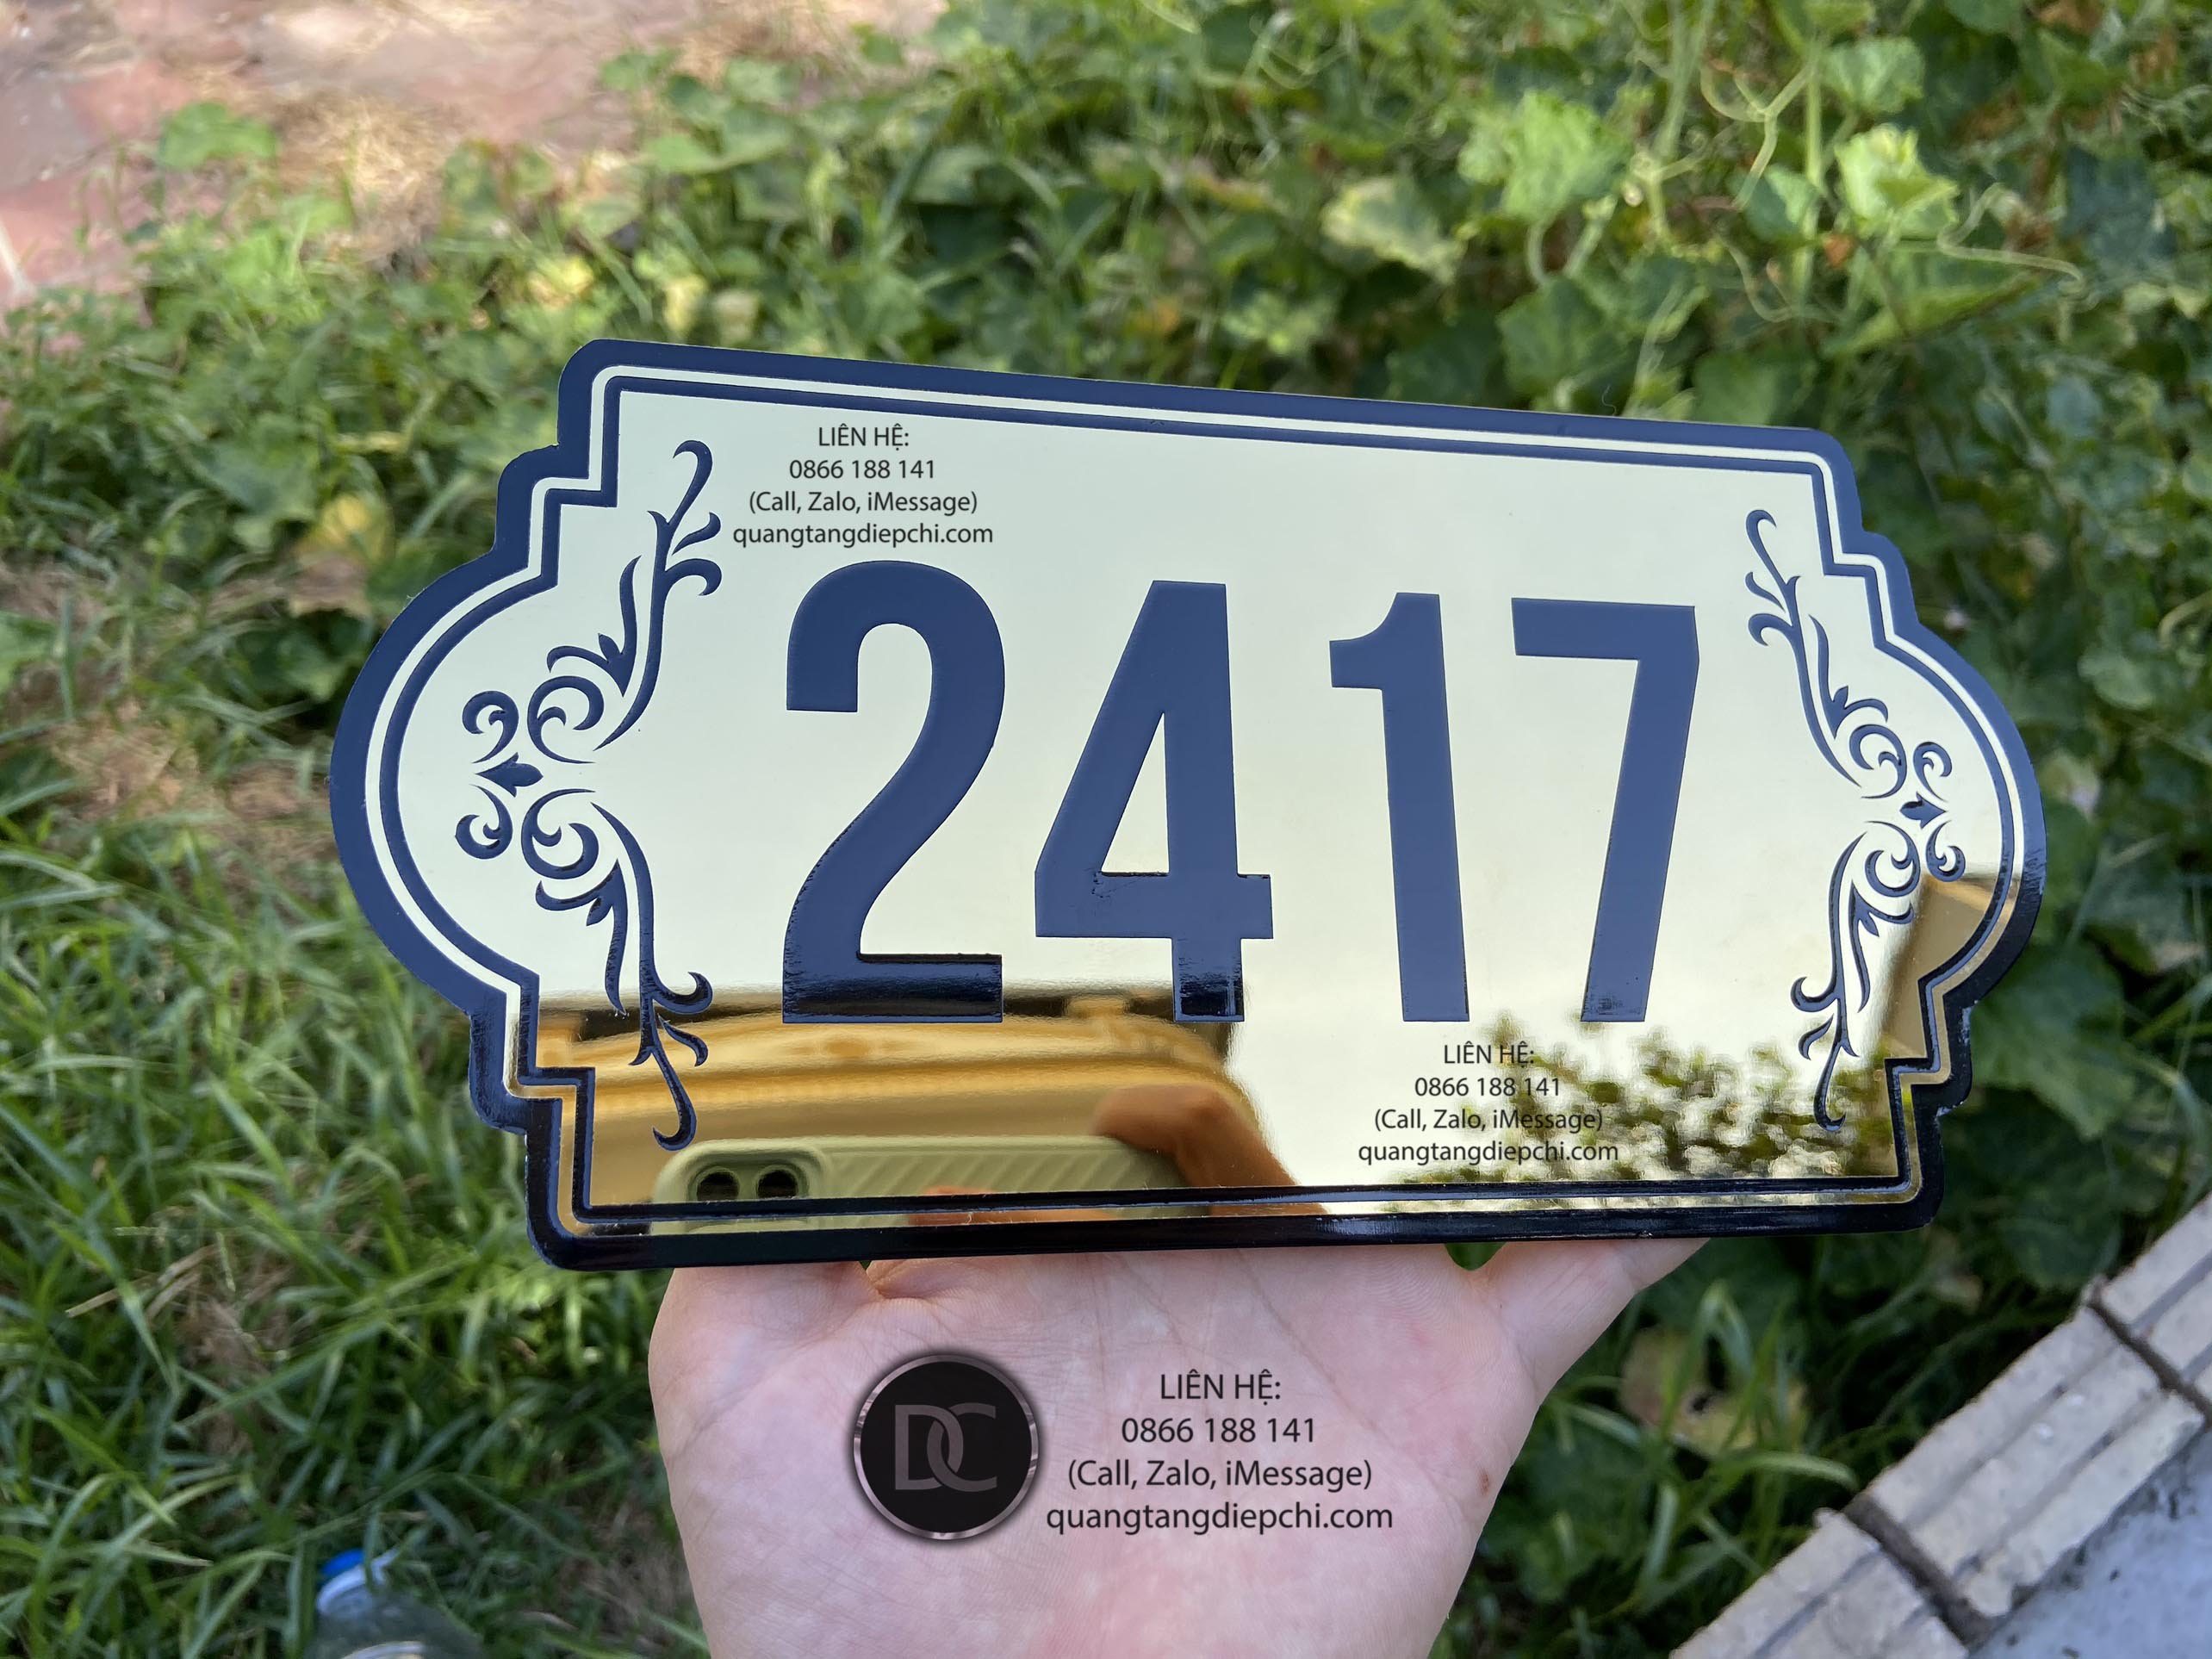 LIÊN HỆ:
0866 188 141
(Call, Zalo, iMessage)
quangtangdiepchi.com
2417
LIÊN HỆ:
0866 188 141
(Call, Zalo, iMessage)
quangtangdiepchi.com
DC
LIÊN HỆ:
0866 188 141
(Call, Zalo, iMessage)
quangtangdiepchi.com